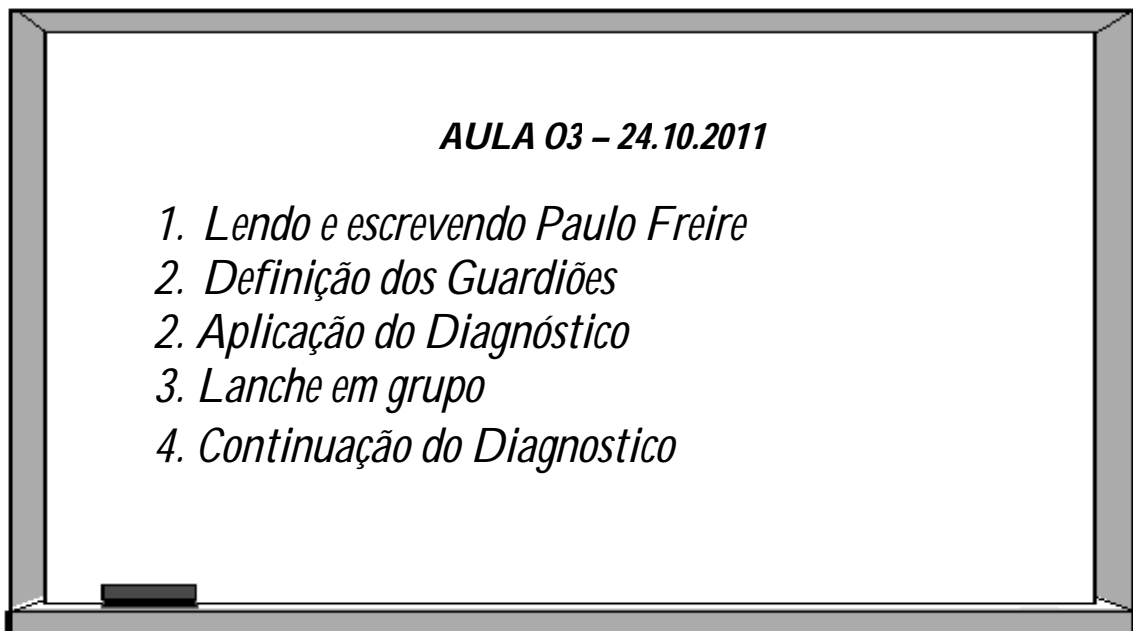 AULA O3 – 24.10.2011
1. Lendo e escrevendo Paulo Freire
2. Definição dos Guardiões
2. Aplicação do Diagnóstico
3. Lanche em grupo
4. Continuação do Diagnostico